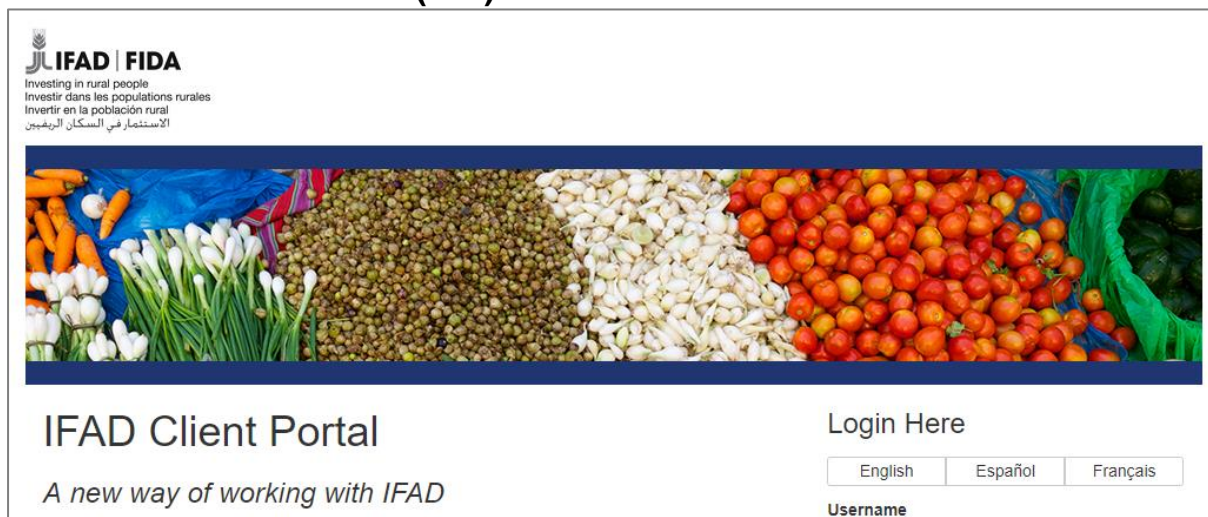 IFAD | FIDA
Investing in rural people
Investir dans les populations rurales
Invertir en la población rural
الاستثمار في السكان الريفيين
IFAD Client Portal
A new way of working with IFAD
Login Here
English Español Français
Username